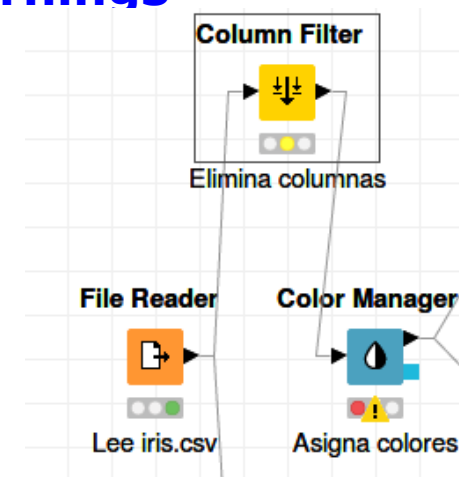 Column Filter
Elimina columnas
File Reader
Color Manager
Lee iris.csv
Asigna colores